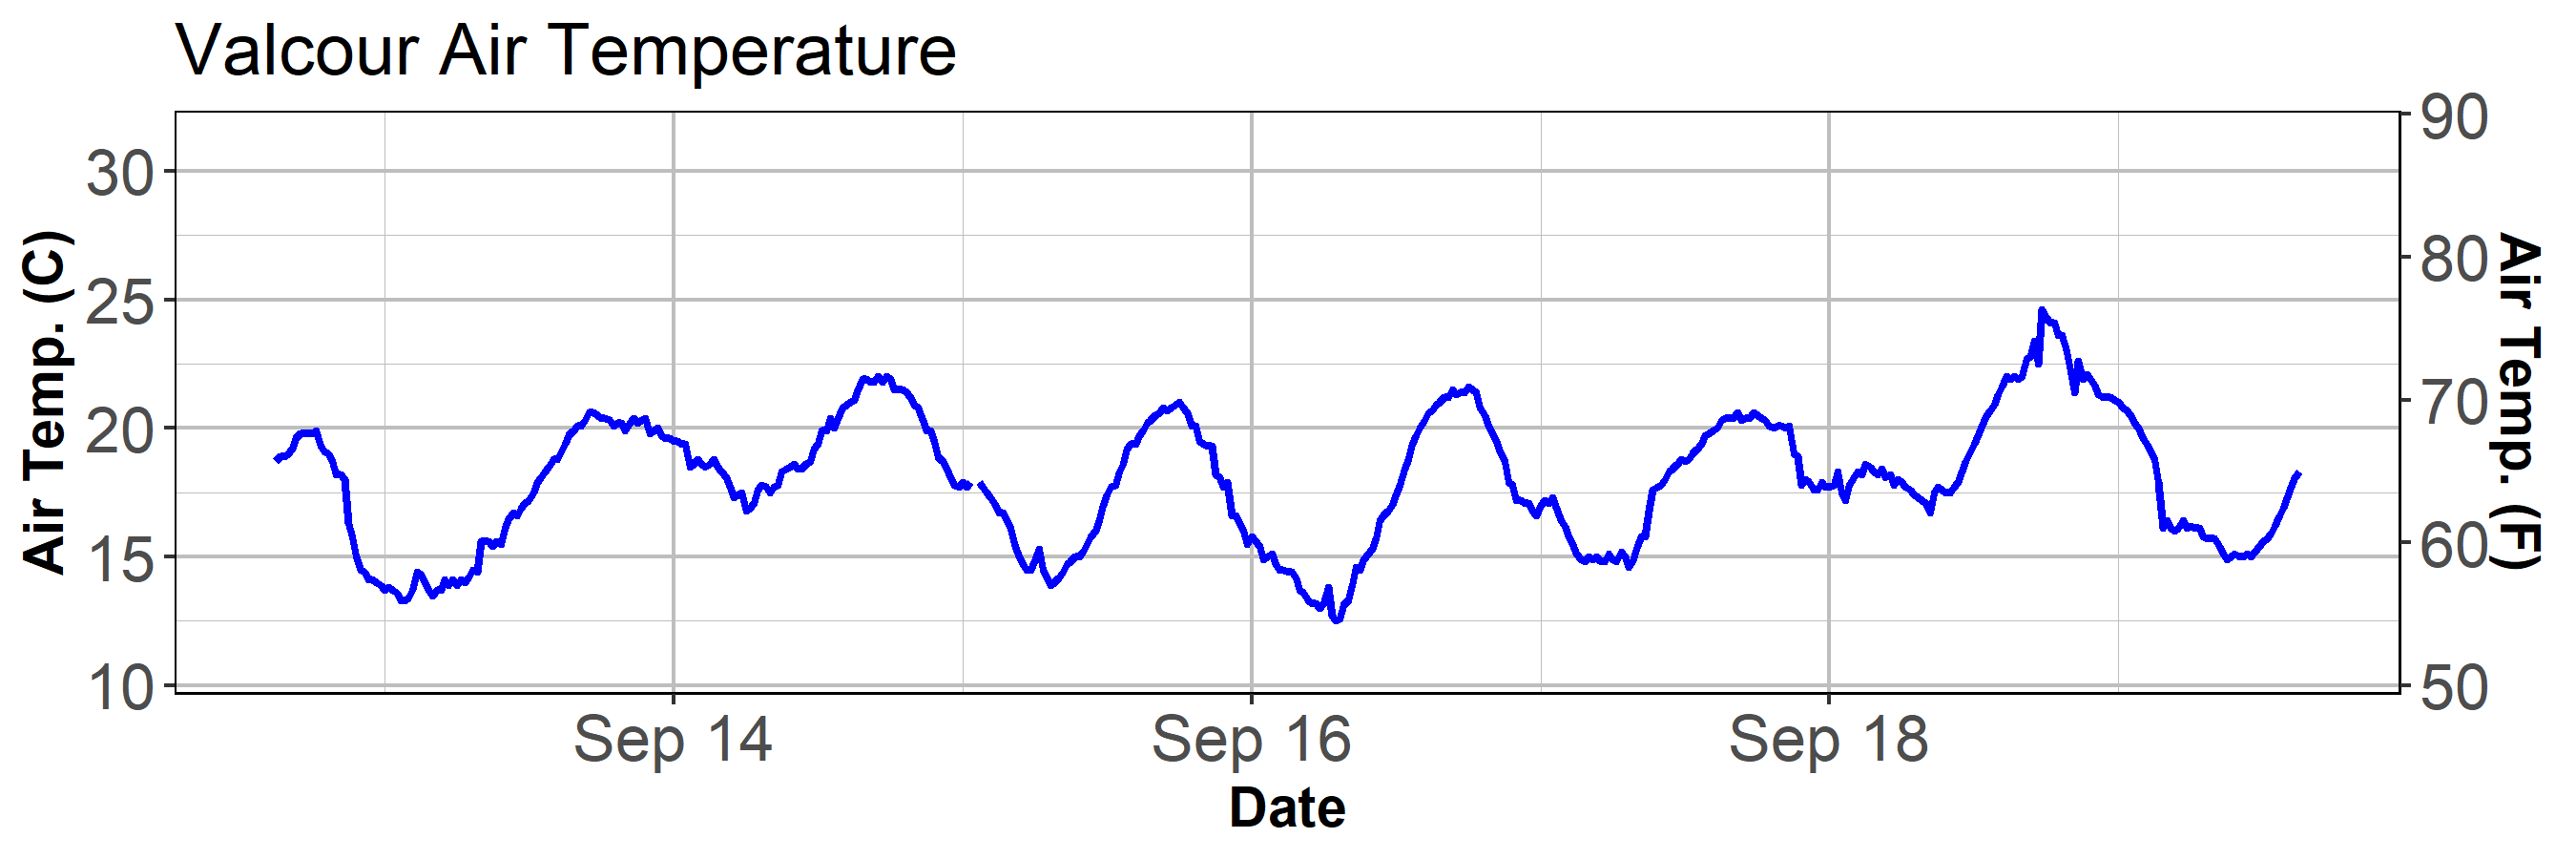 Valcour Air Temperature
Air Temp. (C)
30
25
20
15
10
90
80
70
60
50
Air Temp. (F)
Sep 14
Sep 16
Sep 18
Date